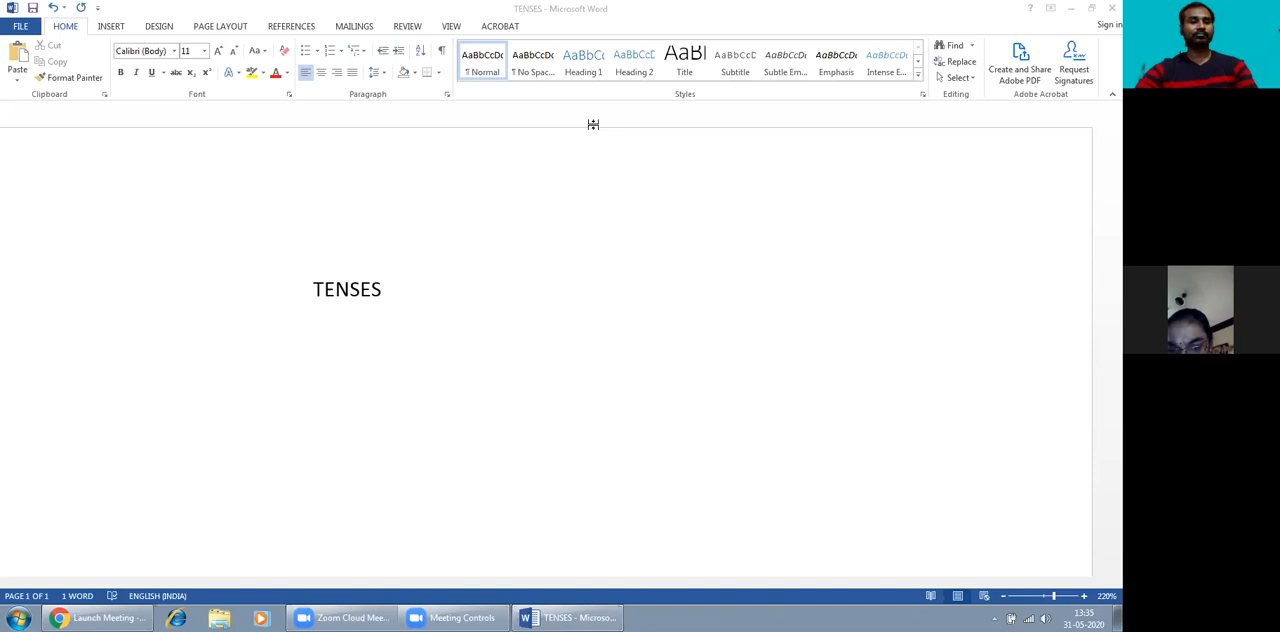 TENSES - Microsoft Word
Sign in
FILE HOME INSERT DESIGN PAGE LAYOUT REFERENCES MAILINGS REVIEW VIEW ACROBAT
Paste
Cut
Copy
Format Painter
Clipboard
Calibri (Body) 11
Font
Paragraph
AaBbCcDc AaBbCcDc AaBbC( AaBbCcE AaBl AaBbCcD AaBbCcDc AaBbCcDc AaBbCcDc
¶ Normal ¶ No Spac... Heading 1 Heading 2 Title Subtitle Subtle Em... Emphasis Intense E...
Styles
Find
Replace
Select
Editing
Create and Share
Adobe PDF
Request
Signatures
Adobe Acrobat
TENSES
PAGE 1 OF 1 1 WORD ENGLISH (INDIA) 220%
Launch Meeting -... Zoom Cloud Mee... Meeting Controls TENSES - Microso...
13:35
31-05-2020